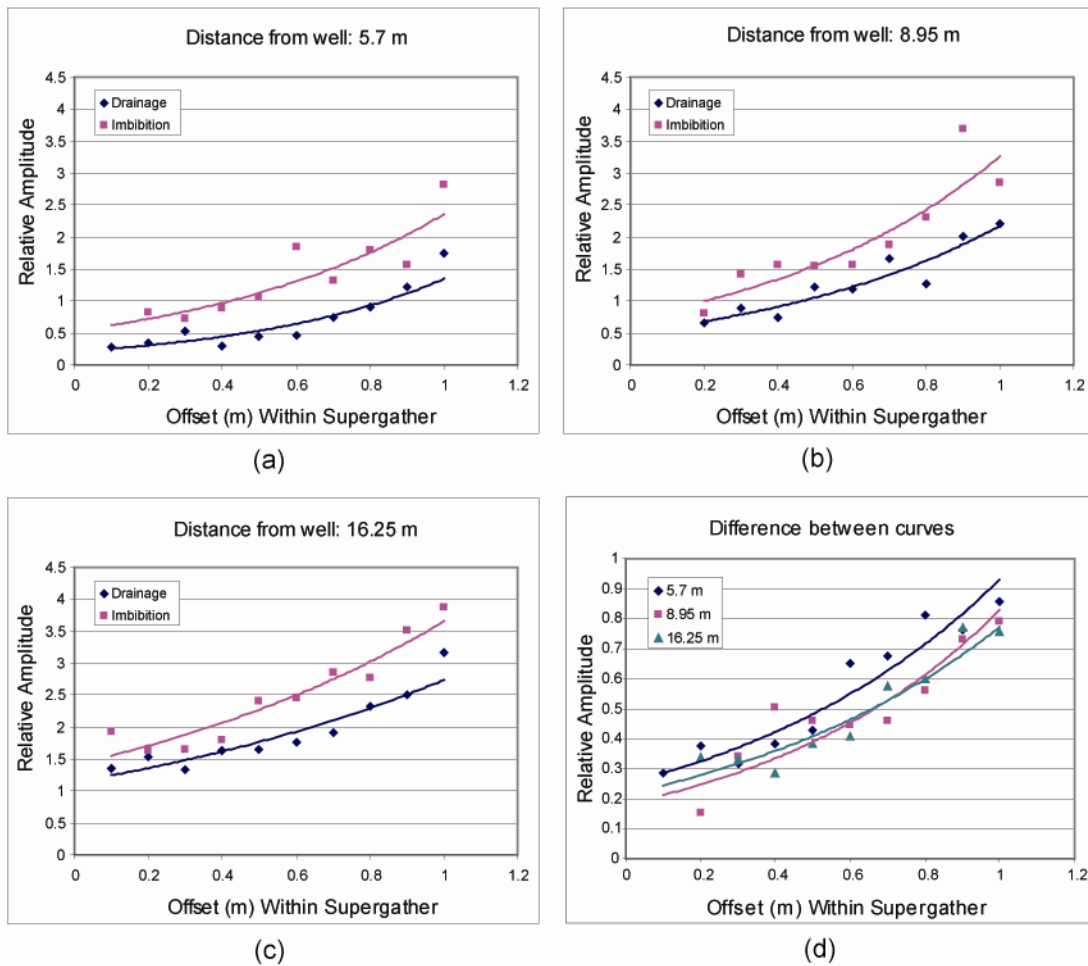 Distance from well: 5.7 m
4.5
4
3.5
3
2.5
2
1.5
1
0.5
0
Relative Amplitude
Drainage
Imbibition
0 0.2 0.4 0.6 0.8 1 1.2
Offset (m) Within Supergather
(a)
Distance from well: 8.95 m
4.5
4
3.5
3
2.5
2
1.5
1
0.5
0
Relative Amplitude
Drainage
Imbibition
0 0.2 0.4 0.6 0.8 1 1.2
Offset (m) Within Supergather
(b)
Distance from well: 16.25 m
4.5
4
3.5
3
2.5
2
1.5
1
0.5
0
Relative Amplitude
Drainage
Imbibition
0 0.2 0.4 0.6 0.8 1 1.2
Offset (m) Within Supergather
(c)
Difference between curves
1
0.9
0.8
0.7
0.6
0.5
0.4
0.3
0.2
0.1
0
Relative Amplitude
5.7 m
8.95 m
16.25 m
0 0.2 0.4 0.6 0.8 1 1.2
Offset (m) Within Supergather
(d)